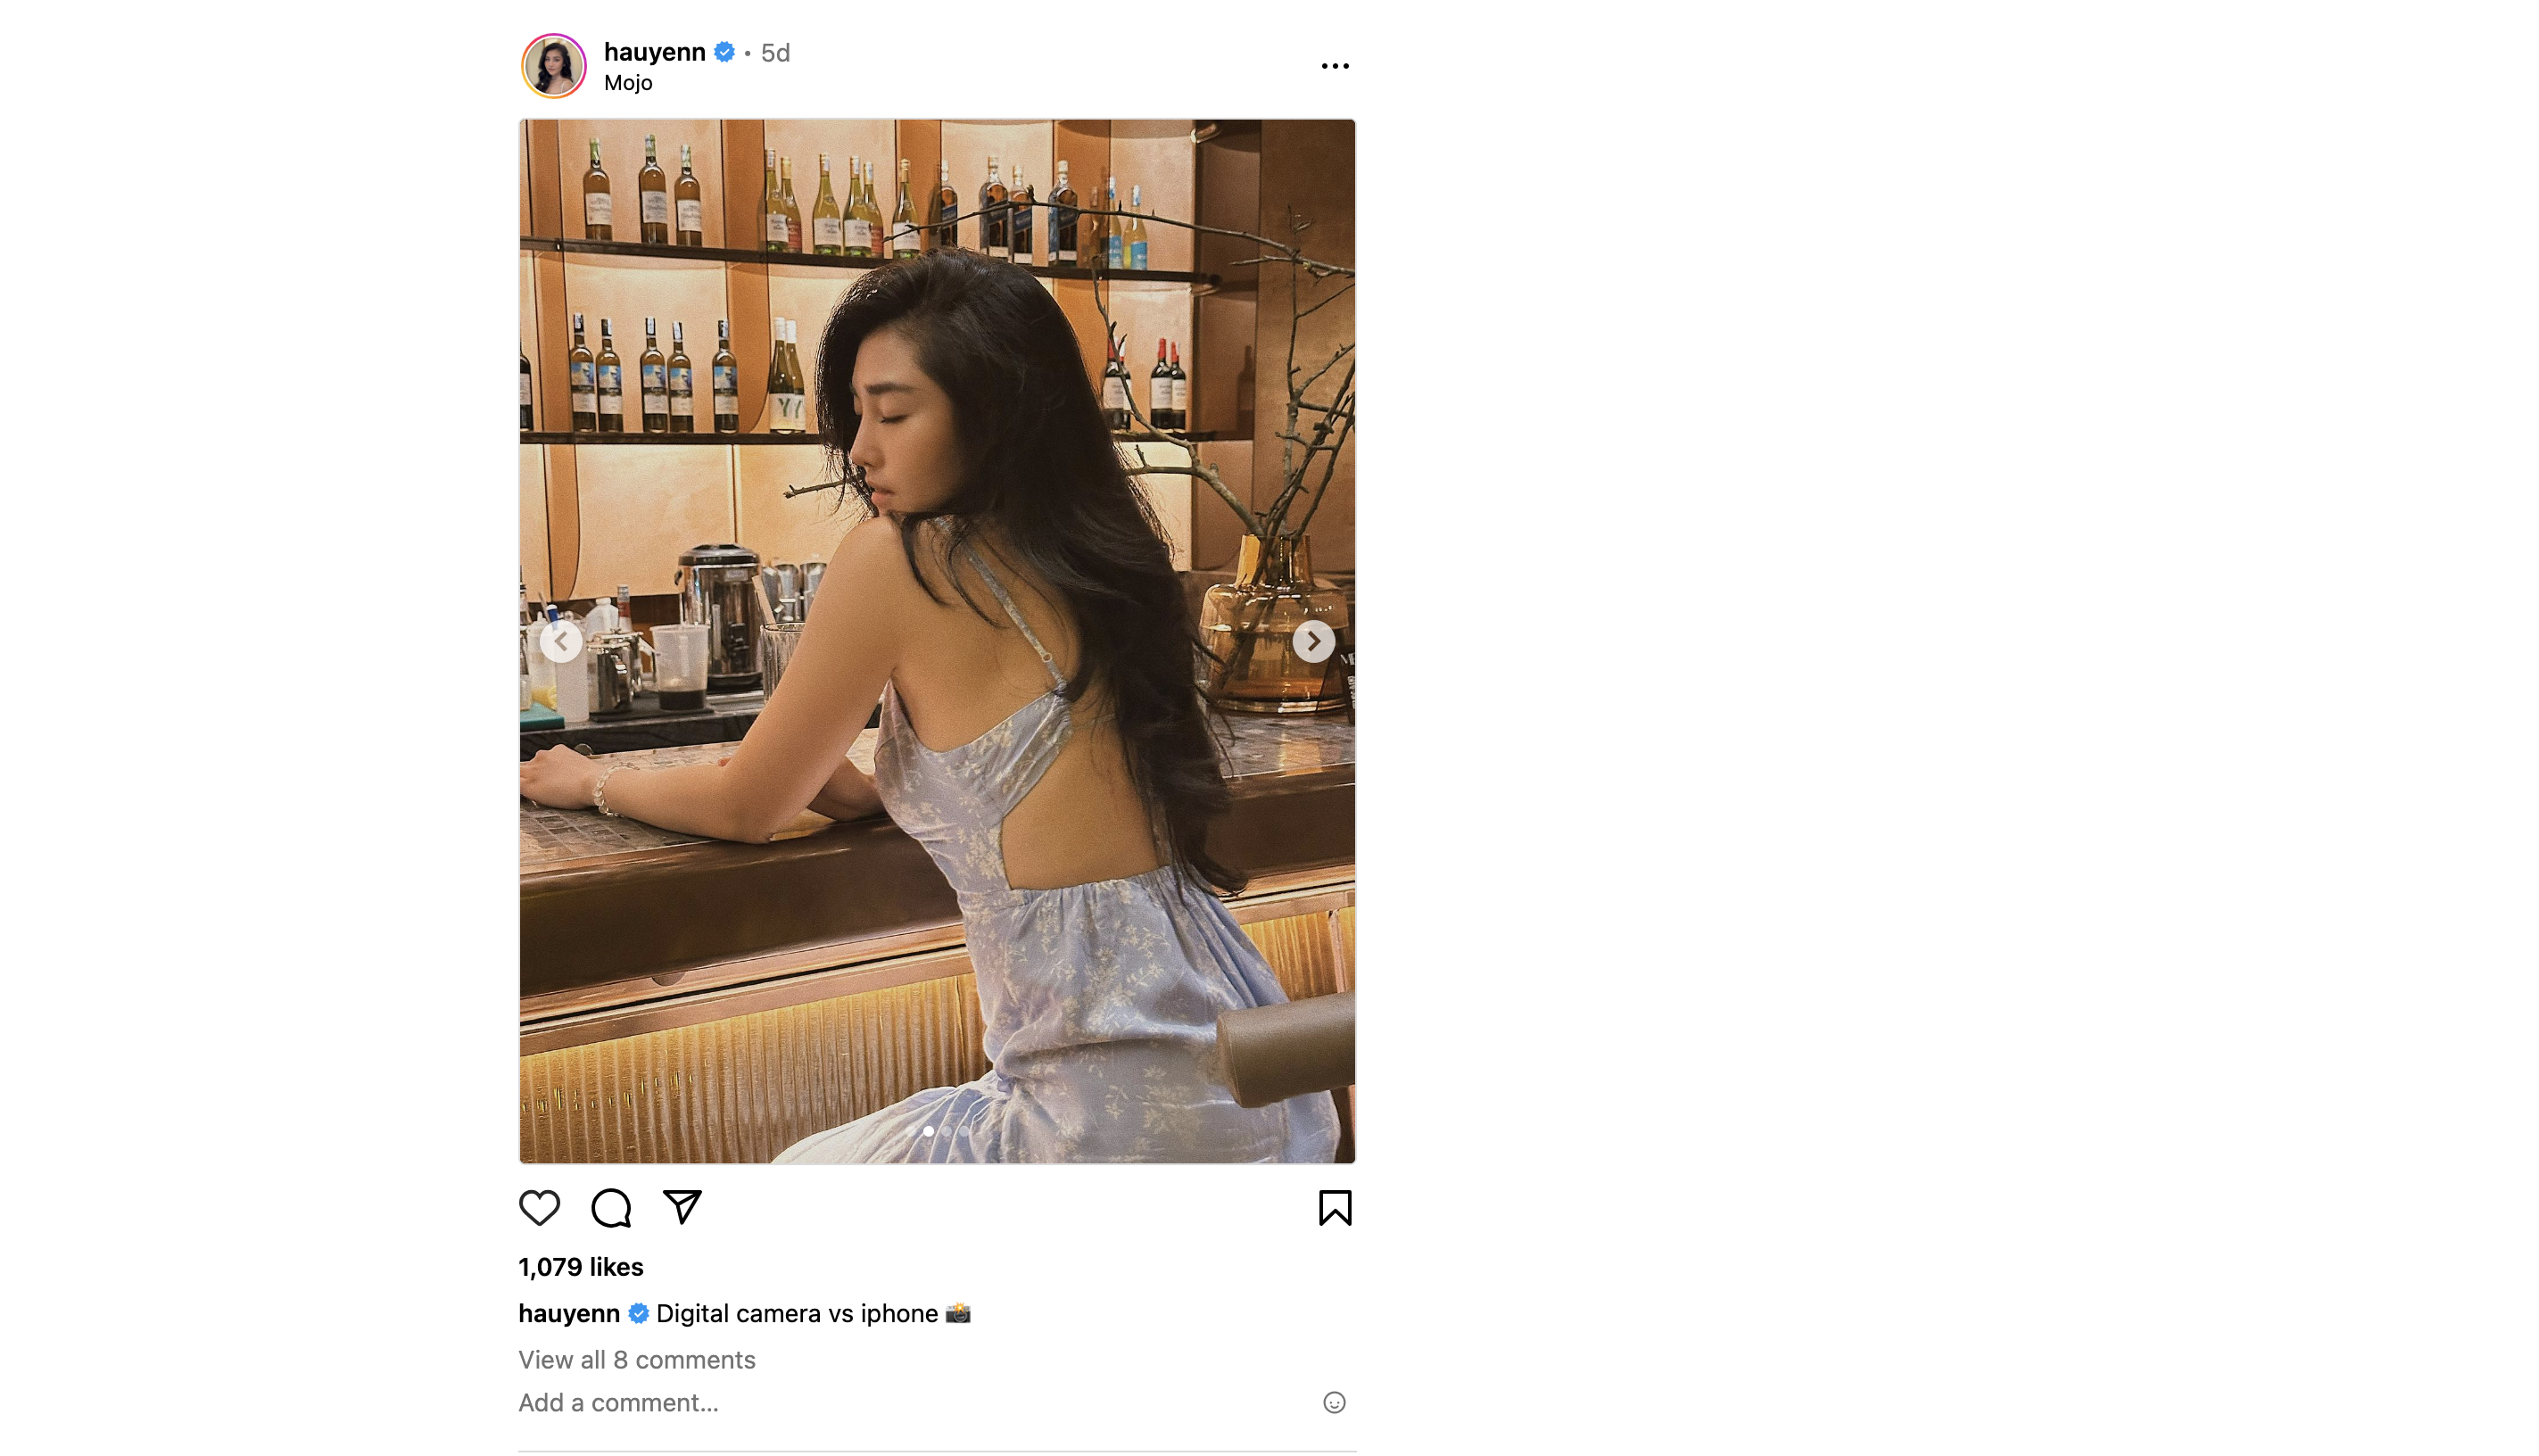 hauyenn • 5d
Mojo
1,079 likes
hauyenn Digital camera vs iphone 📸
View all 8 comments
Add a comment...